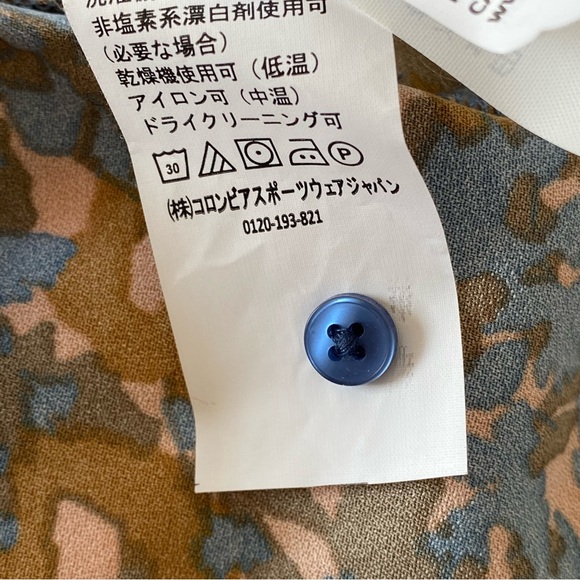 非塩素系漂白剤使用可
(必要な場合)
乾燥機使用可 (低温)
アイロン可 (中温)
ドライクリーニング可
30 P
(株)コロンビアスポーツウェアジャパン
0120-193-821